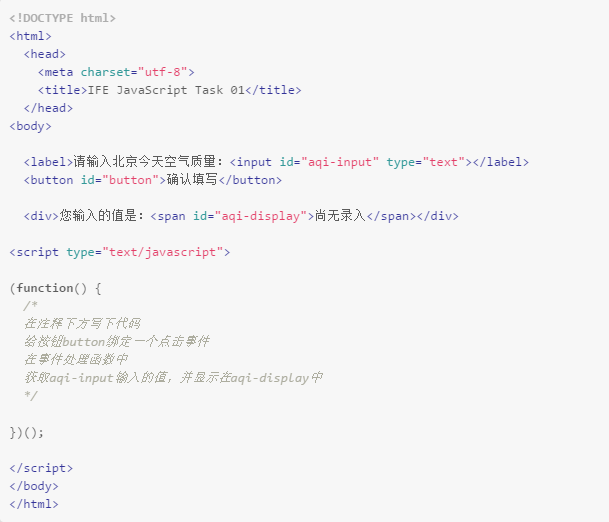 <!DOCTYPE html>
<html>
  <head>
    <meta charset="utf-8">
    <title>IFE JavaScript Task 01</title>
  </head>
<body>

  <label>请输入北京今天空气质量：<input id="aqi-input" type="text"></label>
  <button id="button">确认填写</button>

  <div>您输入的值是：<span id="aqi-display">尚无录入</span></div>

<script type="text/javascript">

(function() {
  /*
  在注释下方写下代码
  给按钮button绑定一个点击事件
  在事件处理函数中
  获取aqi-input输入的值，并显示在aqi-display中
  */

})();

</script>
</body>
</html>